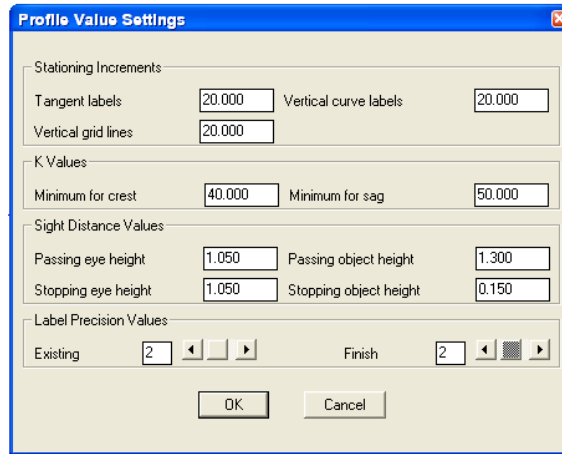 Profile Value Settings
Stationing Increments
Tangent labels 20.000 Vertical curve labels 20.000
Vertical grid lines 20.000
K Values
Minimum for crest 40.000 Minimum for sag 50.000
Sight Distance Values
Passing eye height 1.050 Passing object height 1.300
Stopping eye height 1.050 Stopping object height 0.150
Label Precision Values
Existing 2 Finish 2
OK Cancel